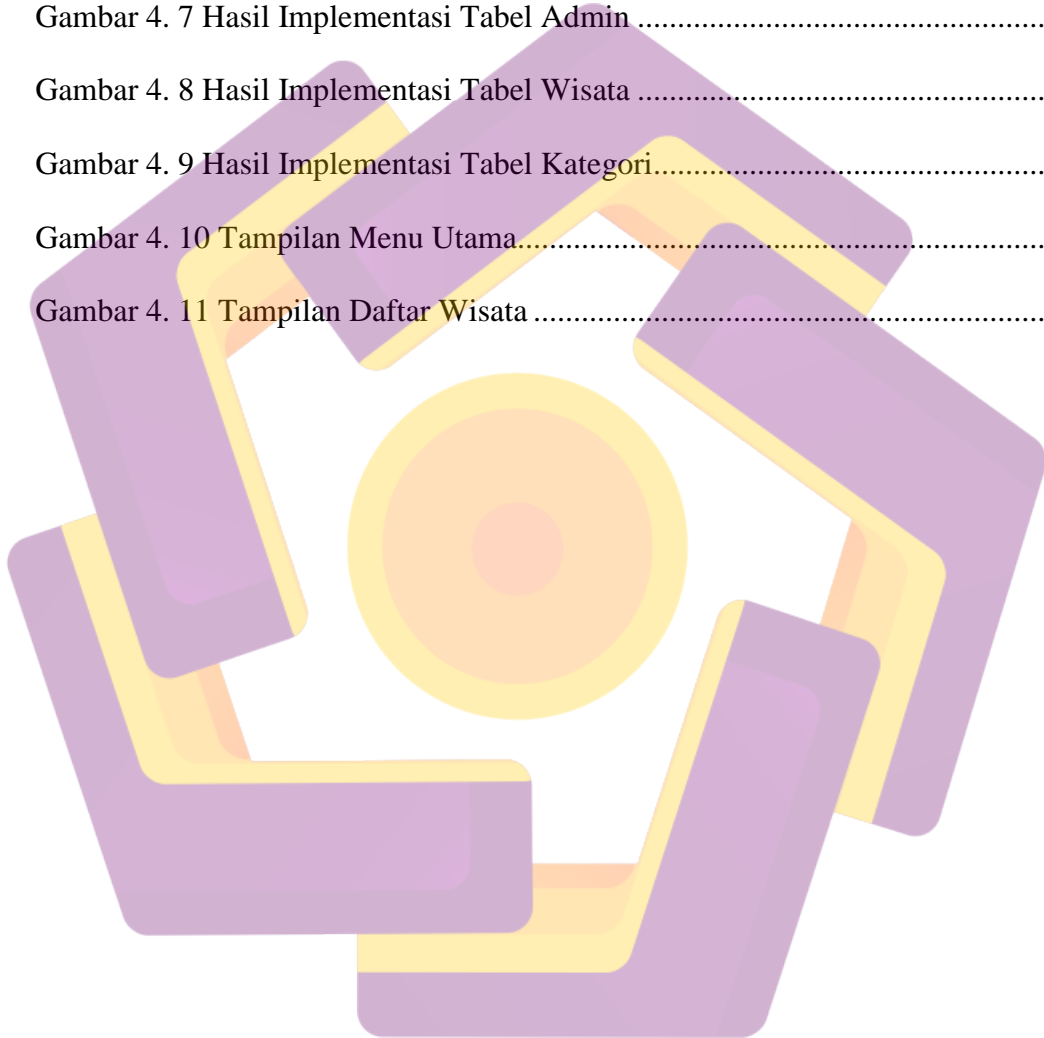 Gambar 4. 7 Hasil Implementasi Tabel Admin ....................................................
Gambar 4. 8 Hasil Implementasi Tabel Wisata ....................................................
Gambar 4. 9 Hasil Implementasi Tabel Kategori..................................................
Gambar 4. 10 Tampilan Menu Utama...................................................................
Gambar 4. 11 Tampilan Daftar Wisata .................................................................